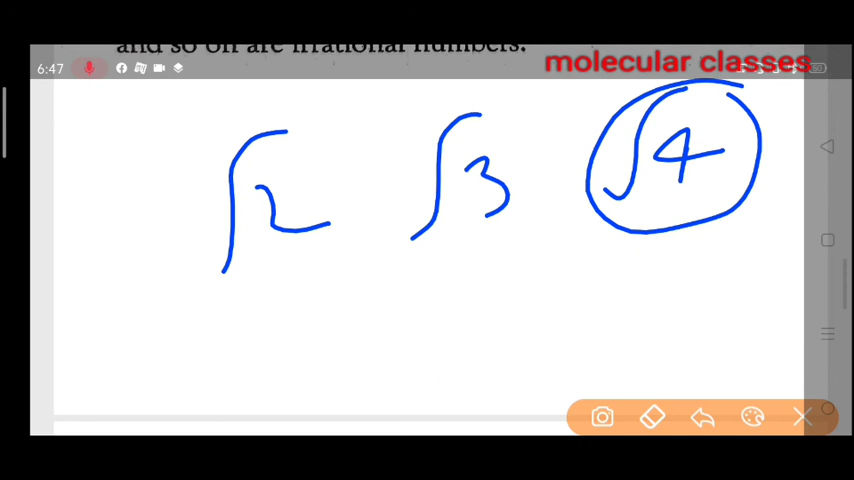 and so on are irrational numbers.
molecular classes
6:47
√2 √3 √4